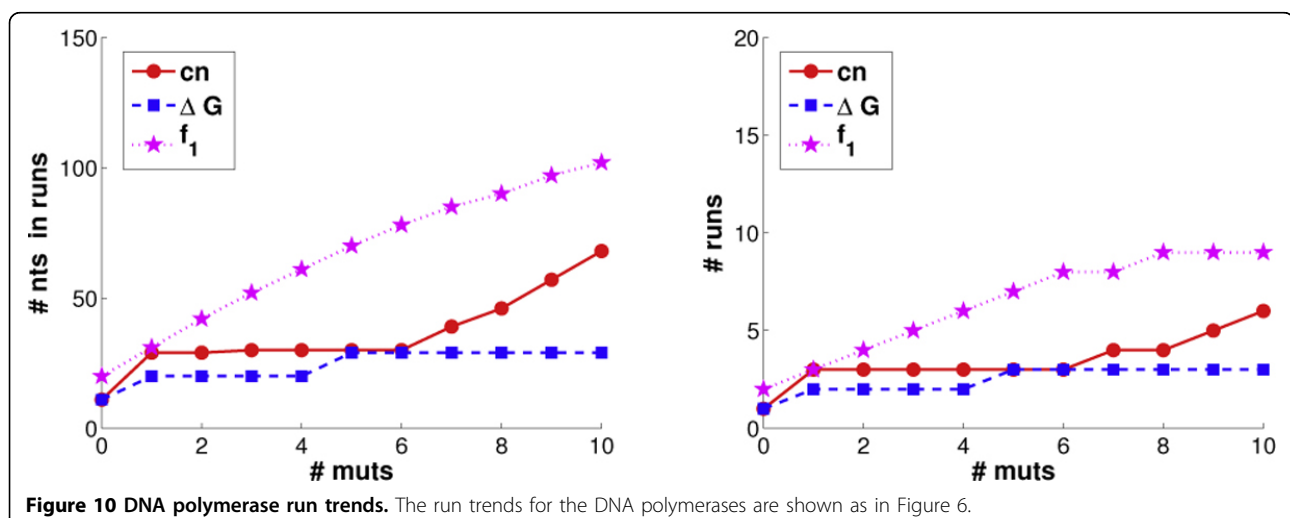 150
100
50
0
# nts in runs
cn
Δ G
f1
0 2 4 6 8 10
# muts
20
15
10
5
0
# runs
cn
Δ G
f1
0 2 4 6 8 10
# muts
Figure 10 DNA polymerase run trends. The run trends for the DNA polymerases are shown as in Figure 6.